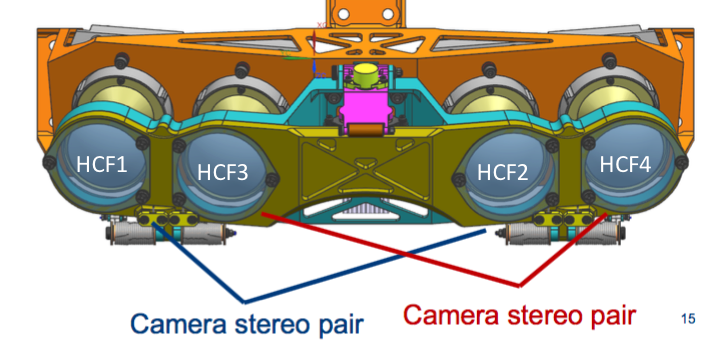 HCF1
HCF3
HCF2
HCF4
Camera stereo pair
Camera stereo pair
15